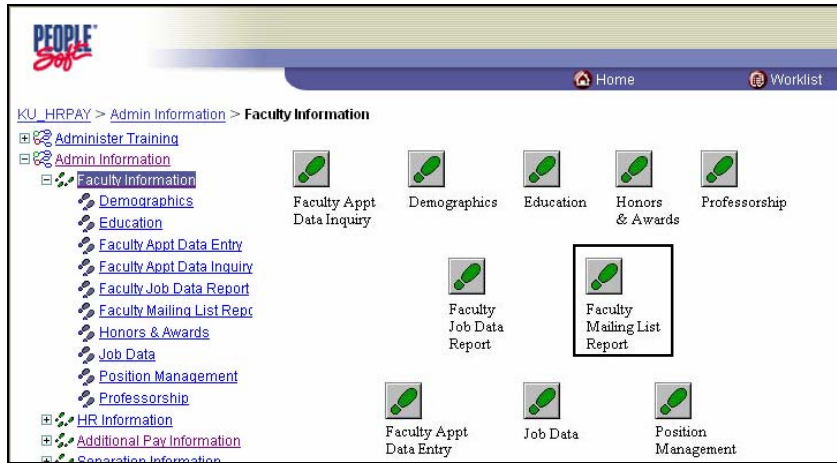 PEOPLE
Soft
Home
Worklist
KU_HRPAY > Admin Information > Faculty Information
Administer Training
Admin Information
Faculty Information
Demographics
Education
Faculty Appt Data Entry
Faculty Appt Data Inquiry
Faculty Job Data Report
Faculty Mailing List Repo
Honors & Awards
Job Data
Position Management
Professorship
HR Information
Additional Pay Information
Separation Information
Faculty Appt
Data Inquiry
Demographics
Education
Honors
& Awards
Professorship
Faculty
Job Data
Report
Faculty
Mailing List
Report
Faculty Appt
Data Entry
Job Data
Position
Management